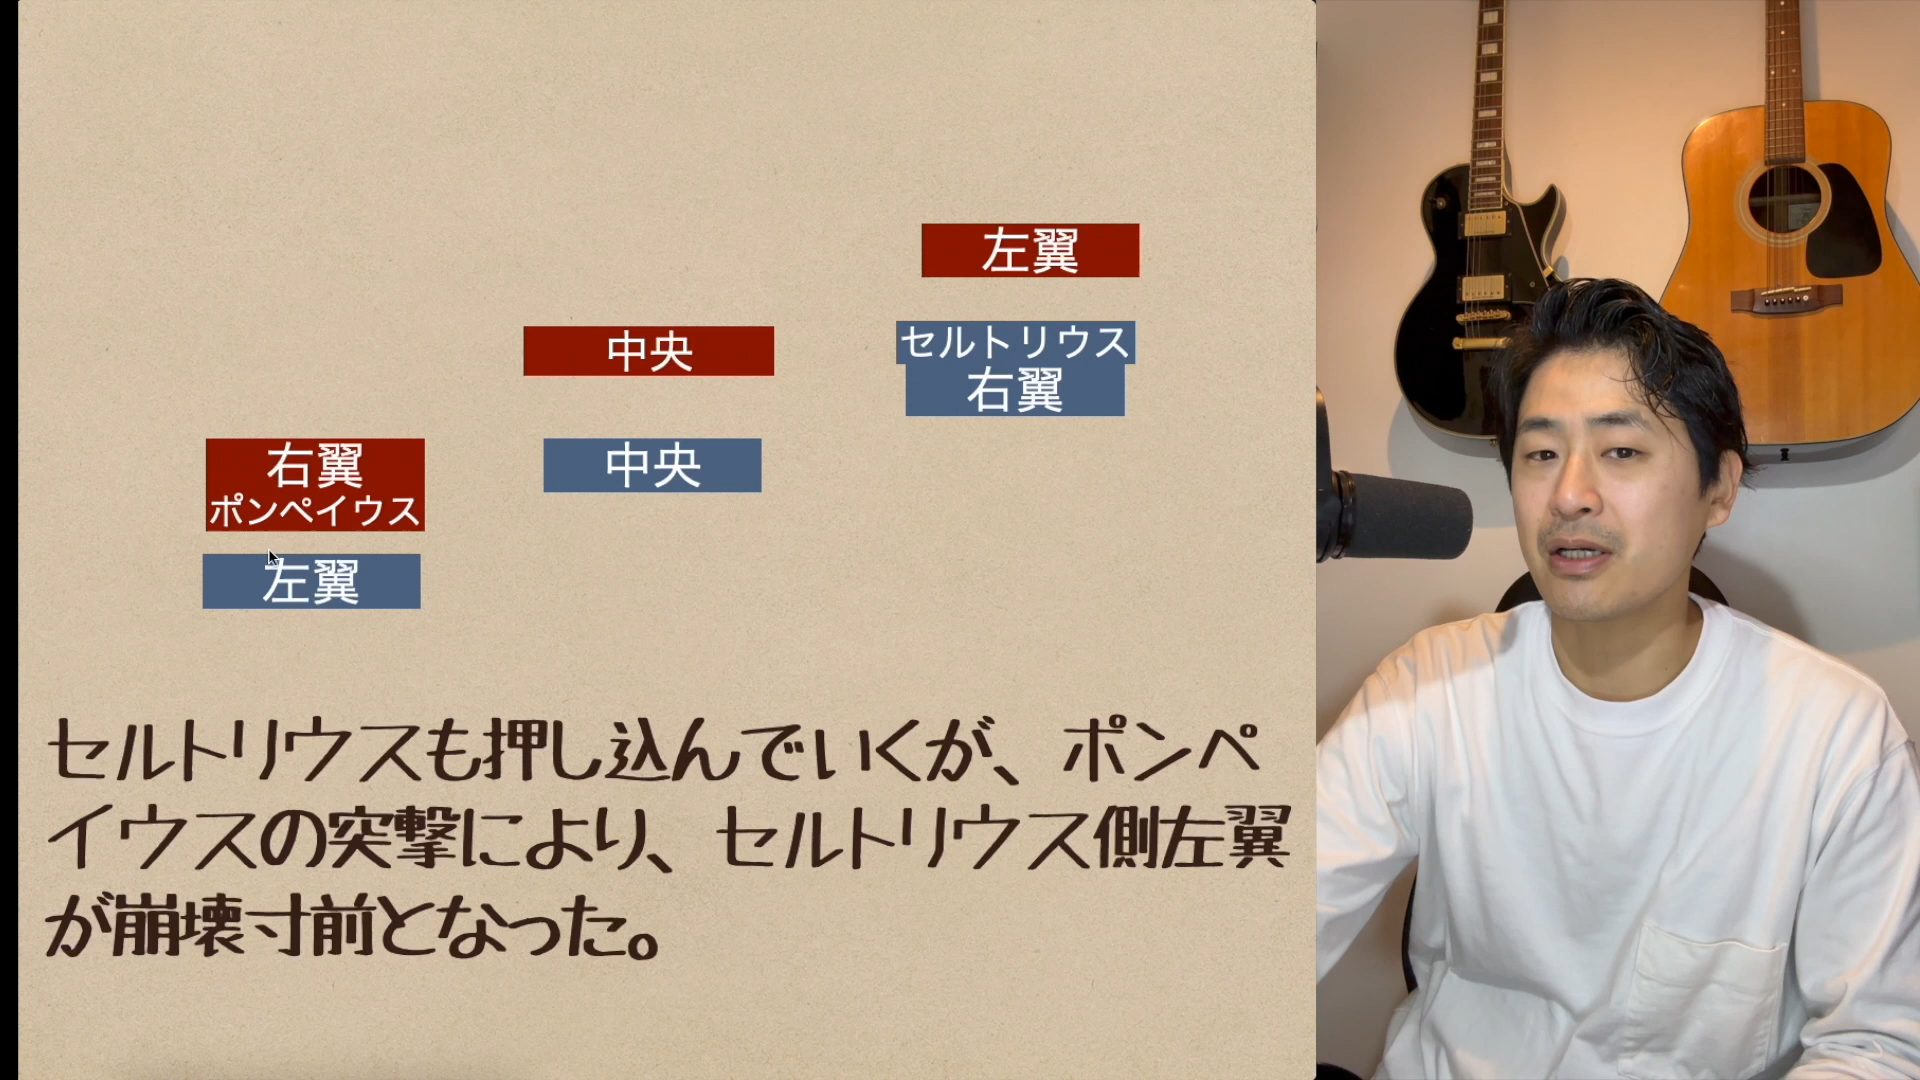 左翼
中央
セルトリウス
右翼
右翼
ポンペイウス
中央
左翼
セルトリウスも押し込んでいくが、ポンペ
イウスの突撃により、セルトリウス側左翼
が崩壊寸前となった。